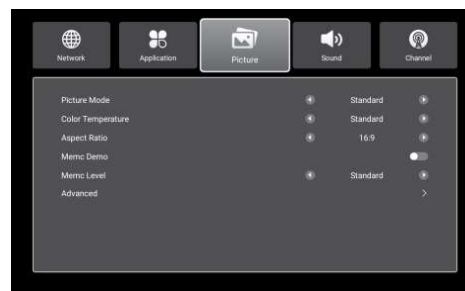 Network Application Picture Sound Channel
Picture Mode Standard
Color Temperature Standard
Aspect Ratio 16:9
Memc Demo
Memc Level Standard
Advanced